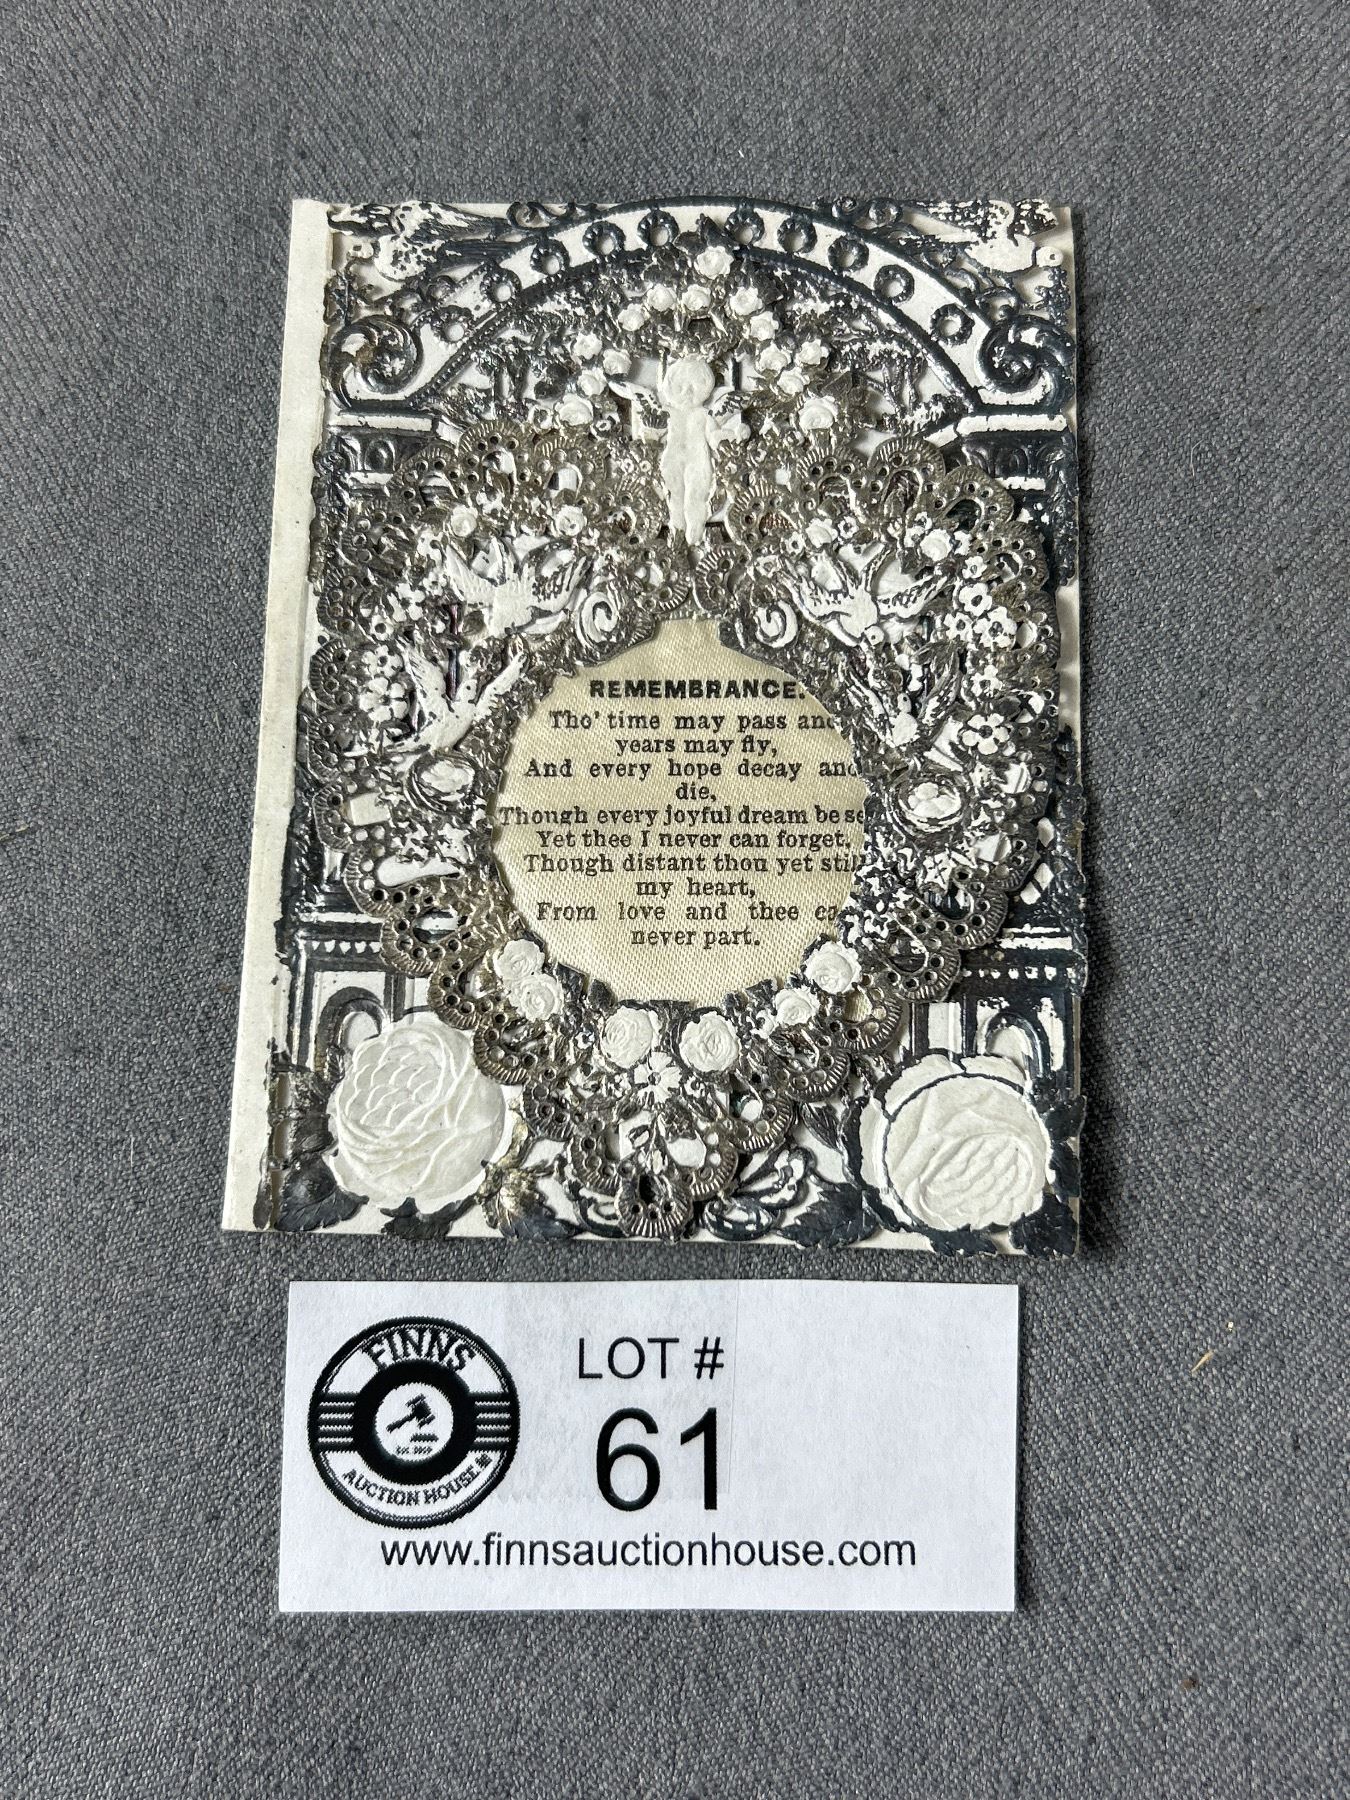 REMEMBRANCE.
Tho' time may pass and
years may fly,
And every hope decay and
die.
Though every joyful dream be se
Yet thee I never can forget.
Though distant thou yet still
my heart,
From love and thee ca
never part.
FINNS
EST. 2019
AUCTION HOUSE
LOT #
61
www.finnsauctionhouse.com